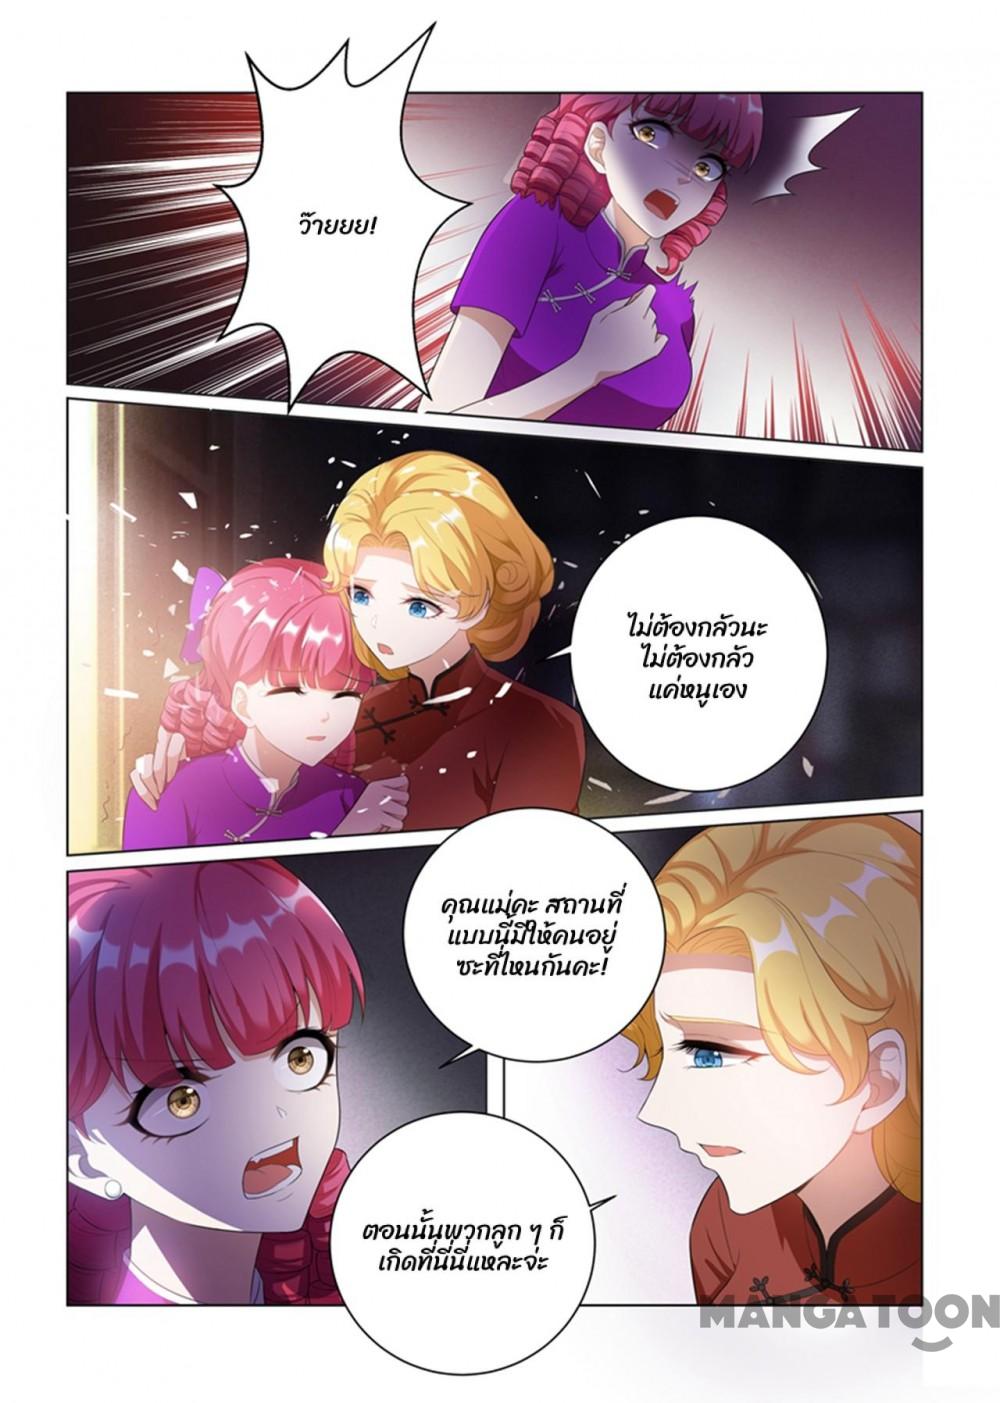 ว๊ายยย!
ไม่ต้องกลัวนะ
ไม่ต้องกลัว
แค่หนูเอง
คุณแม่คะ สถานที่
แบบนี้มีให้คนอยู่
ซะที่ไหนกันคะ!
ตอนนั้นพวกลูก ๆ ก็
เกิดที่นี่นี่แหละจ่ะ
MANGATOON